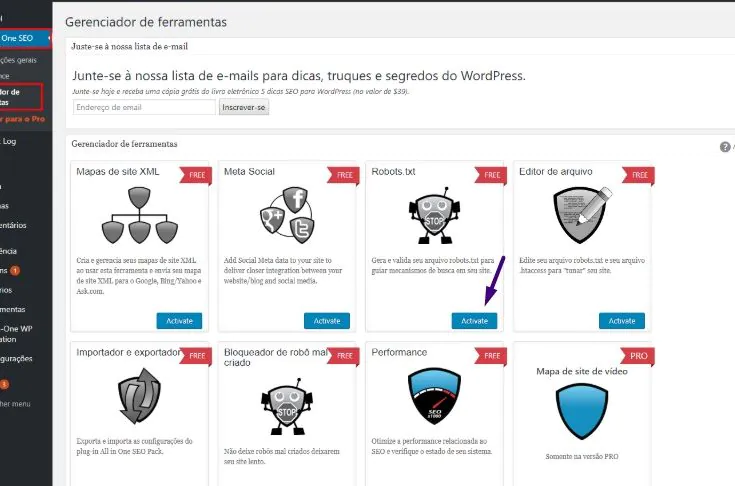 Gerenciador de ferramentas
One SEO
Juste-se à nossa lista de e-mail
ções gerais
nce
dor de
tas
r para o Pro
Log
Junte-se à nossa lista de e-mails para dicas, truques e segredos do WordPress.
Junte-se hoje e receba uma cópia grátis do livro eletrônico 5 dicas SEO para WordPress (no valor de $39).
Endereço de email
Inscrever-se
Gerenciador de ferramentas
Mapas de site XML
FREE
Meta Social
FREE
Robots.txt
FREE
Editor de arquivo
FREE
STOP
Cria e gerencia seus mapas de site XML
ao usar esta ferramenta e envia seu mapa
de site XML para o Google, Bing/Yahoo e
Ask.com.
Add Social Meta data to your site to
deliver closer integration between your
website/blog and social media.
Gera e valida seu arquivo robots.txt para
guiar mecanismos de busca em seu site.
Edite seu arquivo robots.txt e seu arquivo
.htaccess para "tunar" seu site.
Activate
Activate
Activate
Activate
nas
entários
ência
ns 1
rios
mentas
-One WP
ation
gurações
3
her menu
Importador e exportador
FREE
Bloqueador de robô mal
criado
FREE
Performance
FREE
PRO
Mapa de site de vídeo
STOP
SEO
Exporta e importa as configurações do
plug-in All in One SEO Pack.
Não deixe robôs mal criados deixarem
seu site lento.
Otimize a performance relacionada ao
SEO e verifique o estado de seu sistema.
Somente na versão PRO